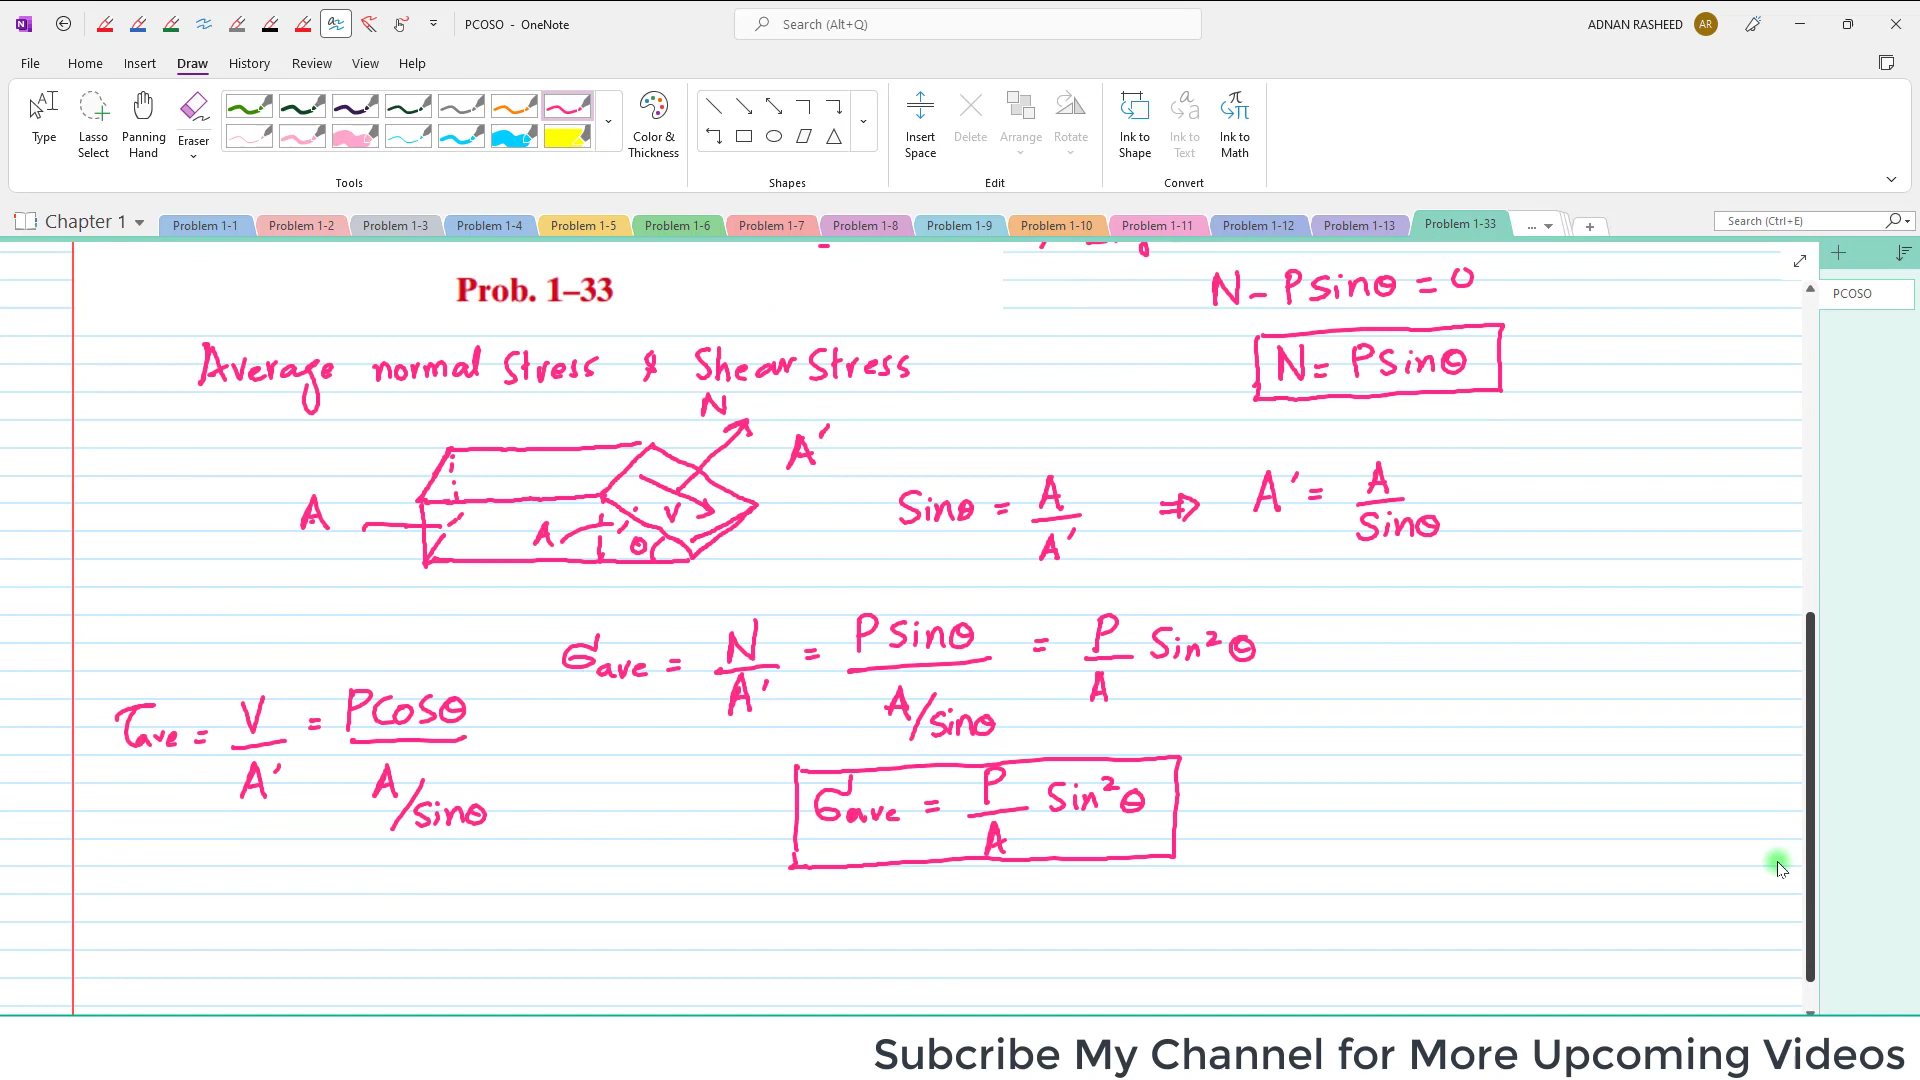 PCOSO - OneNote
Search (Alt+Q)
ADNAN RASHEED AR
File Home Insert Draw History Review View Help
Type
Lasso Select
Panning Hand
Eraser
Color & Thickness
Insert Space
Delete
Arrange
Rotate
Ink to Shape
Ink to Text
Ink to Math
Tools Shapes Edit Convert
Chapter 1 Problem 1-1 Problem 1-2 Problem 1-3 Problem 1-4 Problem 1-5 Problem 1-6 Problem 1-7 Problem 1-8 Problem 1-9 Problem 1-10 Problem 1-11 Problem 1-12 Problem 1-13 Problem 1-33 ... Search (Ctrl+E)
PCOSO
Prob. 1–33
N - Psinθ = 0
N = Psinθ
Average normal Stress & Shear Stress
N
A'
A
V
A
θ
Sinθ = A/A' ⇒ A' = A/Sinθ
σave = N/A' = Psinθ / A/sinθ = P/A Sin²θ
τave = V/A' = Pcosθ / A/sinθ
σave = P/A Sin²θ
Subcribe My Channel for More Upcoming Videos